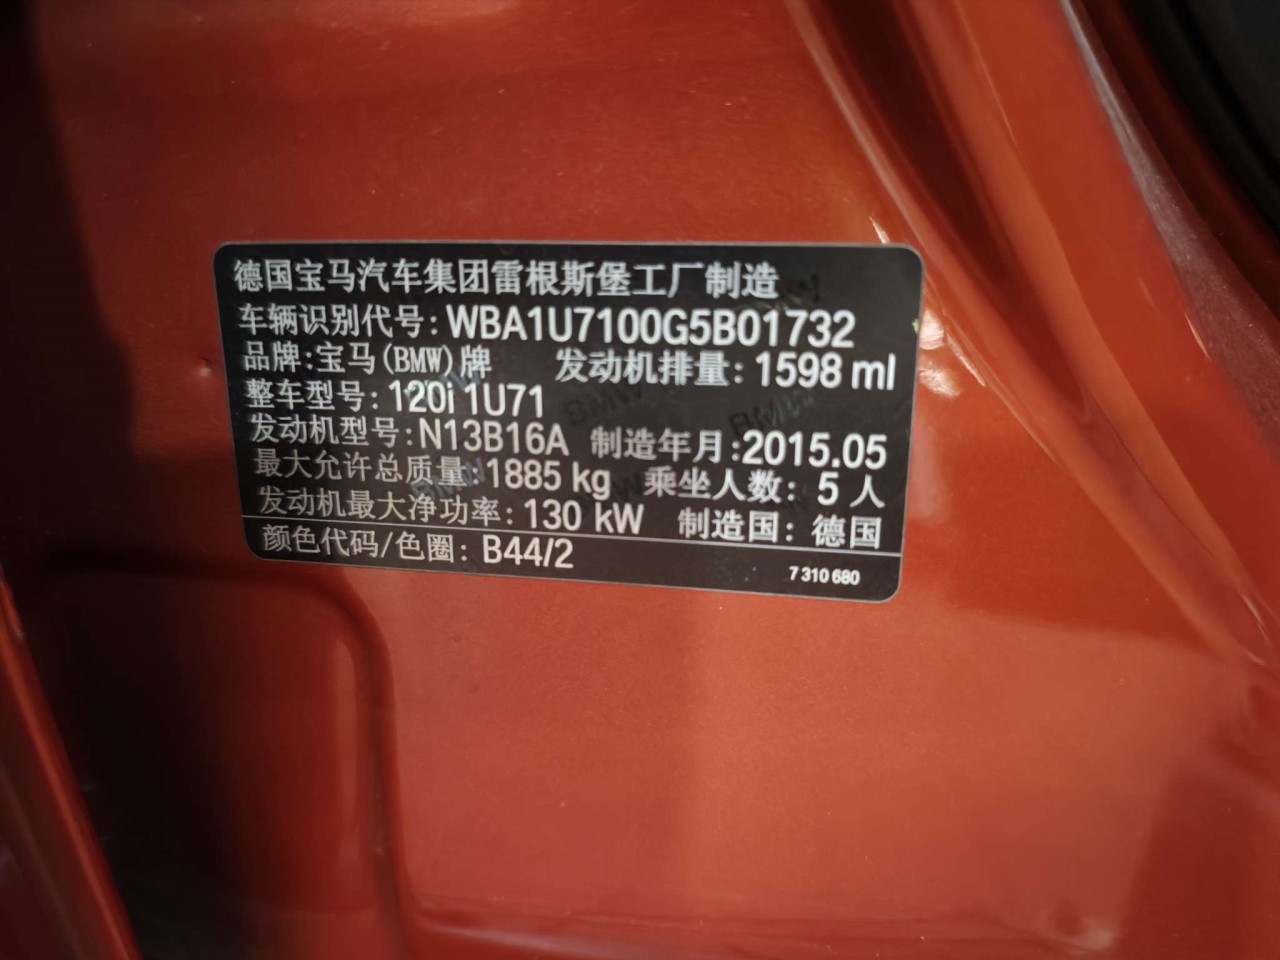 德国宝马汽车集团雷根斯堡工厂制造
车辆识别代号: WBA1U7100G5B01732
品牌:宝马(BMW)牌 发动机排量: 1598 ml
整车型号: 120i 1U71
发动机型号: N13B16A 制造年月: 2015.05
最大允许总质量: 1885 kg 乘坐人数: 5 人
发动机最大净功率: 130 kW 制造国: 德国
颜色代码/色圈: B44/2
7 310 680